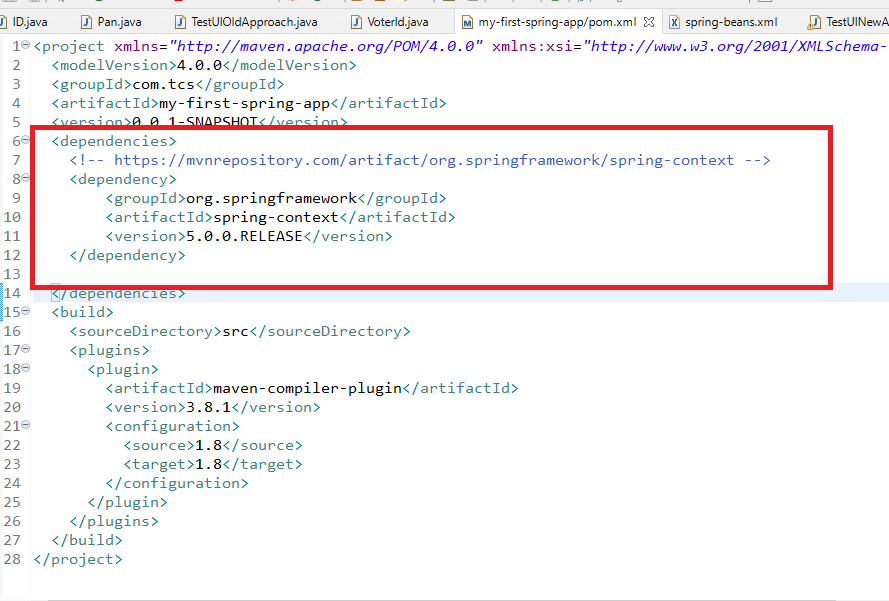 ID.java Pan.java TestUIOldApproach.java VoterId.java my-first-spring-app/pom.xml spring-beans.xml TestUINewA
1 <project xmlns="http://maven.apache.org/POM/4.0.0" xmlns:xsi="http://www.w3.org/2001/XMLSchema-
2 <modelVersion>4.0.0</modelVersion>
3 <groupId>com.tcs</groupId>
4 <artifactId>my-first-spring-app</artifactId>
5 <version>0.0.1-SNAPSHOT</version>
6 <dependencies>
7 <!-- https://mvnrepository.com/artifact/org.springframework/spring-context -->
8 <dependency>
9 <groupId>org.springframework</groupId>
10 <artifactId>spring-context</artifactId>
11 <version>5.0.0.RELEASE</version>
12 </dependency>
13
14 </dependencies>
15 <build>
16 <sourceDirectory>src</sourceDirectory>
17 <plugins>
18 <plugin>
19 <artifactId>maven-compiler-plugin</artifactId>
20 <version>3.8.1</version>
21 <configuration>
22 <source>1.8</source>
23 <target>1.8</target>
24 </configuration>
25 </plugin>
26 </plugins>
27 </build>
28 </project>